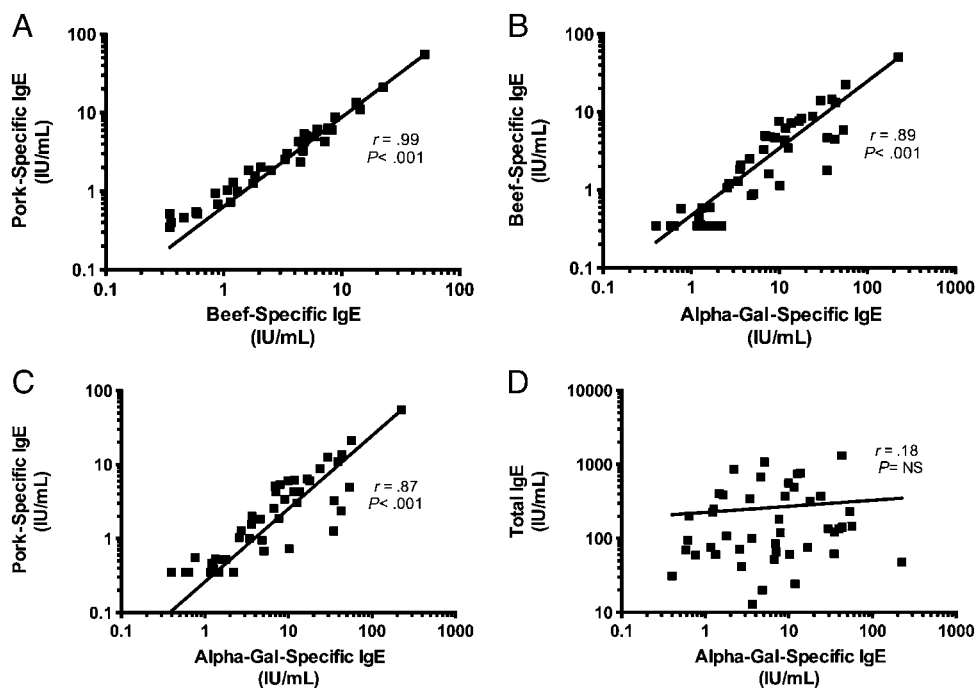 A
Pork-Specific IgE
(IU/mL)
100
10
1
0.1
r = .99
P< .001
0.1
1
10
100
Beef-Specific IgE
(IU/mL)
B
Beef-Specific IgE
(IU/mL)
100
10
1
0.1
r = .89
P< .001
0.1
1
10
100
1000
Alpha-Gal-Specific IgE
(IU/mL)
C
Pork-Specific IgE
(IU/mL)
100
10
1
0.1
r = .87
P< .001
0.1
1
10
100
1000
Alpha-Gal-Specific IgE
(IU/mL)
D
Total IgE
(IU/mL)
10000
1000
100
10
r = .18
P= NS
0.1
1
10
100
1000
Alpha-Gal-Specific IgE
(IU/mL)